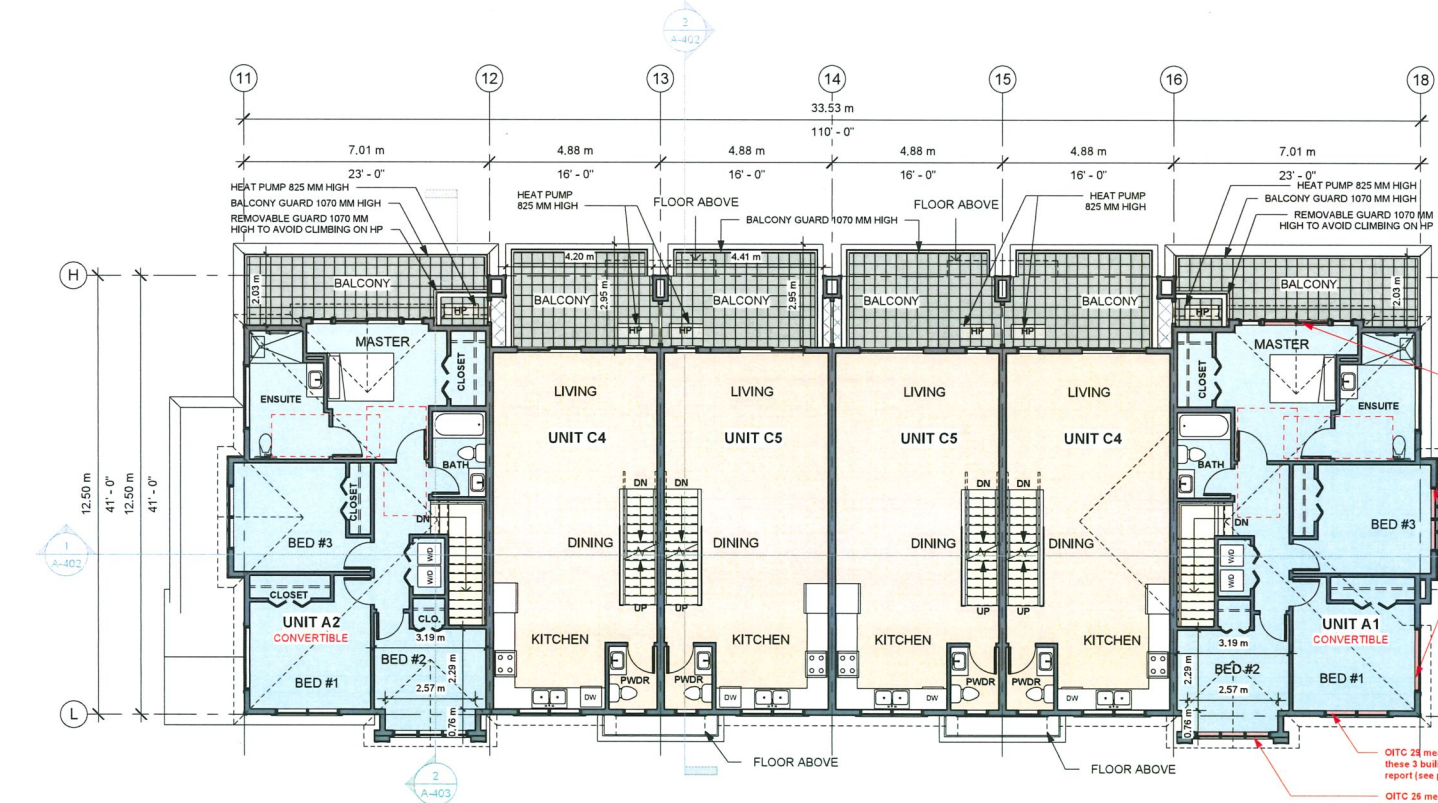 2
A-402
11
12
13
14
15
16
18
33.53 m
110' - 0"
7.01 m
4.88 m
4.88 m
4.88 m
4.88 m
7.01 m
23' - 0"
16' - 0"
16' - 0"
16' - 0"
16' - 0"
23' - 0"
HEAT PUMP 825 MM HIGH
BALCONY GUARD 1070 MM HIGH
REMOVABLE GUARD 1070 MM
HIGH TO AVOID CLIMBING ON HP
HEAT PUMP
825 MM HIGH
FLOOR ABOVE
BALCONY GUARD 1070 MM HIGH
FLOOR ABOVE
HEAT PUMP
825 MM HIGH
HEAT PUMP 825 MM HIGH
BALCONY GUARD 1070 MM HIGH
REMOVABLE GUARD 1070 MM
HIGH TO AVOID CLIMBING ON HP
H
4.20 m
4.41 m
2.03 m
BALCONY
HP
BALCONY
2.95 m
HP
HP
BALCONY
2.95 m
BALCONY
HP
HP
BALCONY
HP
BALCONY
2.03 m
MASTER
CLOSET
ENSUITE
BATH
CLOSET
BED #3
DN
W/D
W/D
CLOSET
UNIT A2
CONVERTIBLE
CLO.
3.19 m
BED #2
2.29 m
2.57 m
BED #1
0.76 m
LIVING
UNIT C4
DN
DINING
UP
KITCHEN
PWDR
DW
LIVING
UNIT C5
DN
DINING
UP
KITCHEN
PWDR
DW
LIVING
UNIT C5
DN
DINING
UP
KITCHEN
PWDR
DW
LIVING
UNIT C4
DN
DINING
UP
KITCHEN
PWDR
DW
MASTER
CLOSET
ENSUITE
BATH
DN
BED #3
W/D
W/D
UNIT A1
CONVERTIBLE
3.19 m
BED #2
2.29 m
2.57 m
BED #1
0.76 m
12.50 m
41' - 0"
12.50 m
41' - 0"
1
A-402
L
FLOOR ABOVE
FLOOR ABOVE
2
A-403
OITC 29 me
these 3 buil
report (see
OITC 26 me